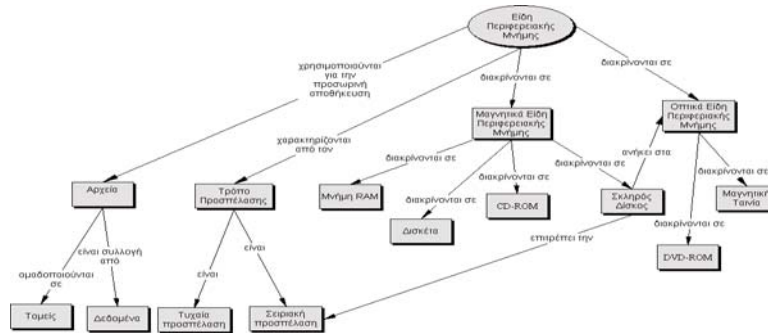 Είδη
Περιφερειακής
Μνήμης
χρησιμοποιούνται
για την
προσωρινή
αποθήκευση
διακρίνονται σε
διακρίνονται σε
Μαγνητικά Είδη
Περιφερειακής
Μνήμης
Οπτικά Είδη
Περιφεριακής
Μνήμης
χαρακτηρίζονται
από τον
διακρίνονται σε
διακρίνονται σε
διακρίνονται σε
ανήκει στα
διακρίνονται σε
Αρχεία
Τρόπο
Προσπέλασης
Μνήμη RAM
διακρίνονται σε
CD-ROM
Σκληρός
Δίσκος
Μαγνητική
Ταινία
Δισκέτα
διακρίνονται σε
επιτρέπει την
DVD-ROM
είναι συλλογή
από
είναι
ομαδοποιούνται
σε
είναι
Τομείς
Δεδομένα
Τυχαία
προσπέλαση
Σειριακή
προσπέλαση